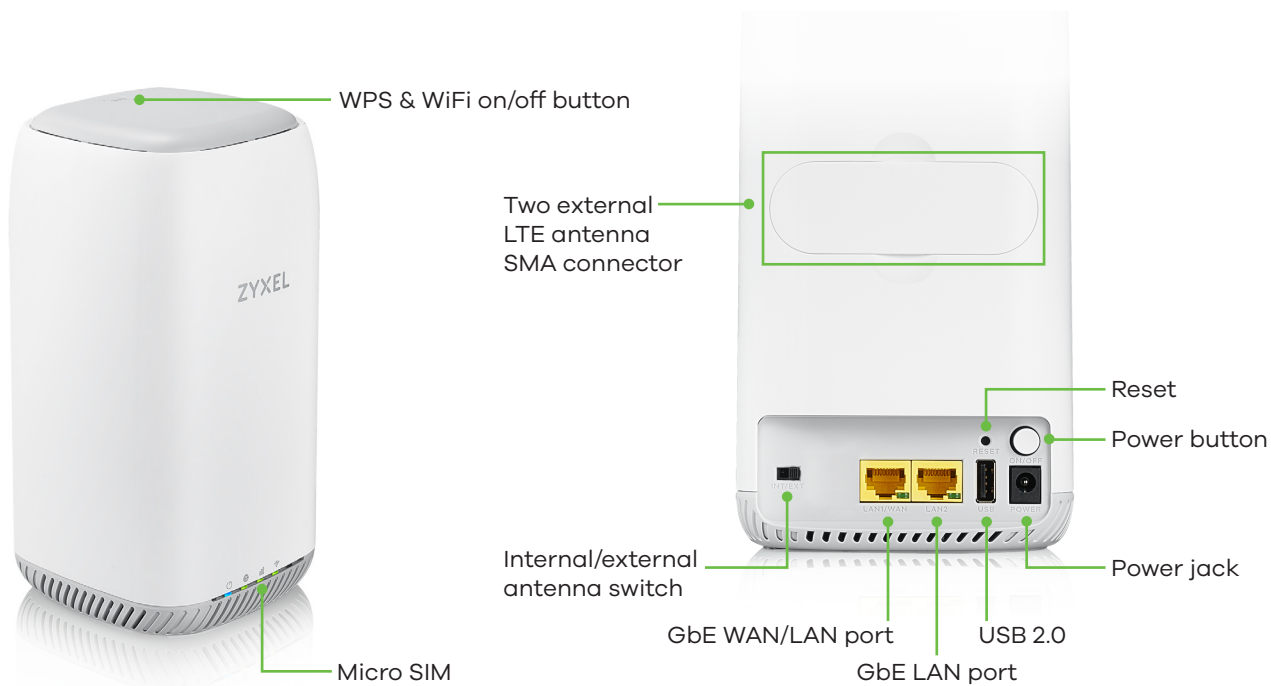 WPS & WiFi on/off button
ZYXEL
Micro SIM
Two external
LTE antenna
SMA connector
Reset
Power button
RESET
ON/OFF
INT/EXT
LAN1/WAN
LAN2
USB
POWER
Internal/external
antenna switch
Power jack
GbE WAN/LAN port
USB 2.0
GbE LAN port